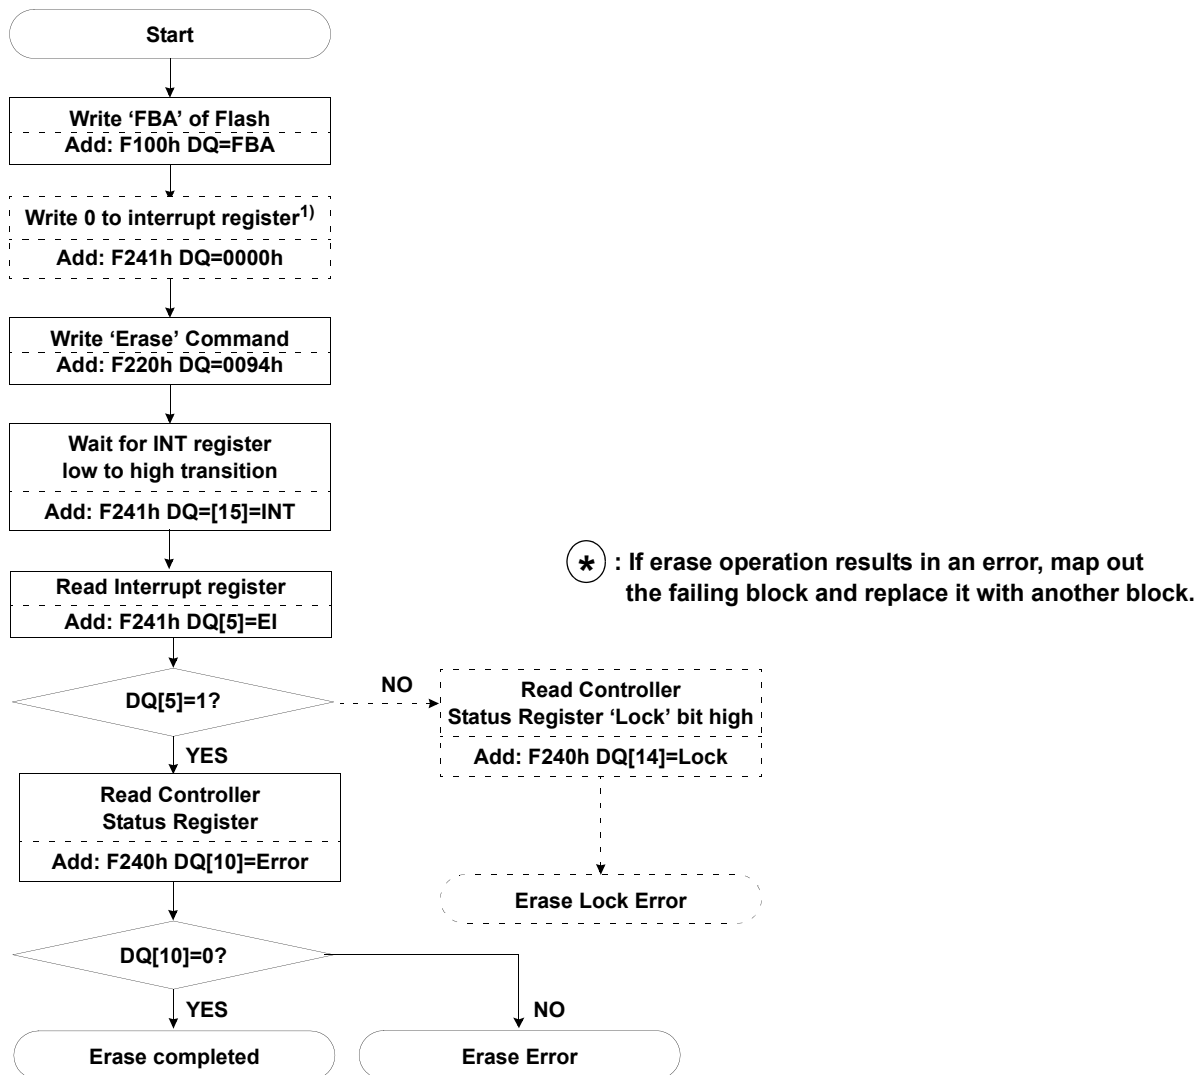 Start
Write ‘FBA’ of Flash
Add: F100h DQ=FBA
Write 0 to interrupt register1)
Add: F241h DQ=0000h
Write ‘Erase’ Command
Add: F220h DQ=0094h
Wait for INT register
low to high transition
Add: F241h DQ=[15]=INT
* : If erase operation results in an error, map out
the failing block and replace it with another block.
Read Interrupt register
Add: F241h DQ[5]=EI
DQ[5]=1?
NO
Read Controller
Status Register ‘Lock’ bit high
Add: F240h DQ[14]=Lock
YES
Read Controller
Status Register
Add: F240h DQ[10]=Error
Erase Lock Error
DQ[10]=0?
YES
NO
Erase completed
Erase Error